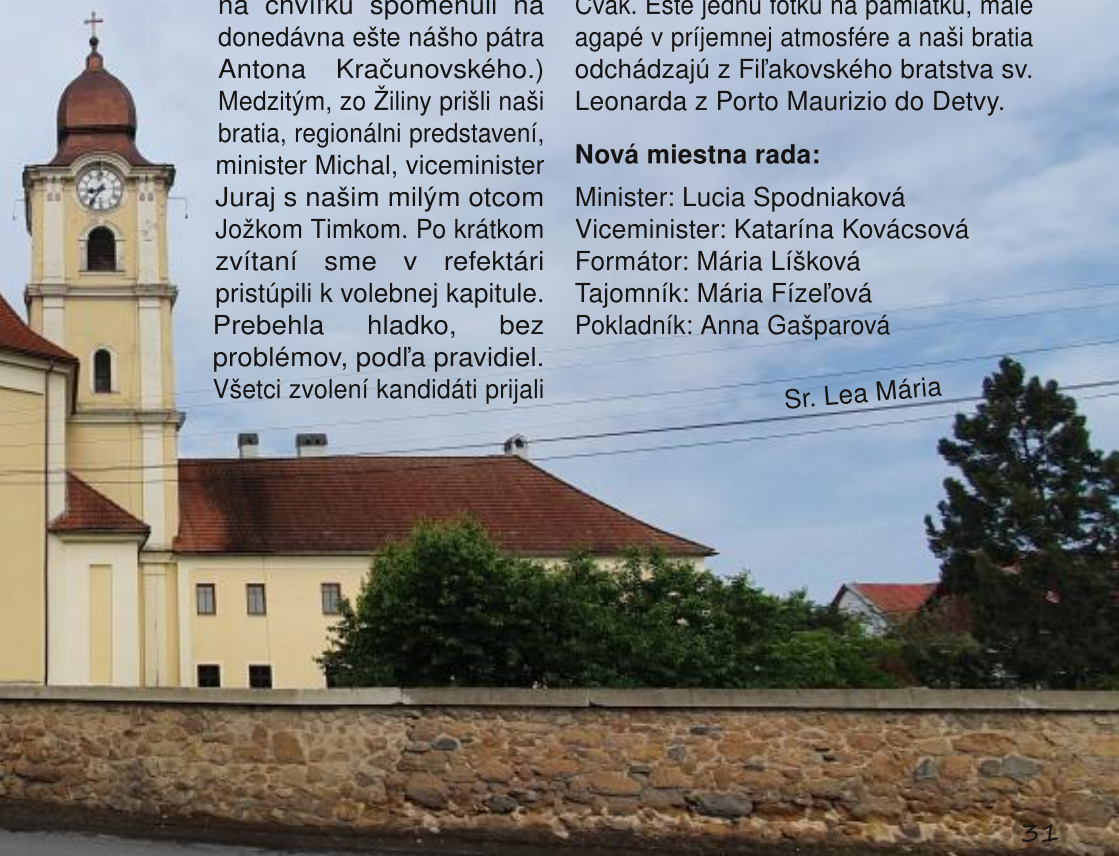 na chvíľku spomenuli na
donedávna ešte nášho pátra
Antona Kračunovského.)
Medzitým, zo Žiliny prišli naši
bratia, regionálni predstavení,
minister Michal, viceminister
Juraj s našim milým otcom
Jožkom Timkom. Po krátkom
zvítaní sme v refektári
pristúpili k volebnej kapitule.
Prebehla hladko, bez
problémov, podľa pravidiel.
Všetci zvolení kandidáti prijali
Cvak. Ešte jednu fotku na pamiatku, malé
agapé v príjemnej atmosfére a naši bratia
odchádzajú z Fiľakovského bratstva sv.
Leonarda z Porto Maurizio do Detvy.
Nová miestna rada:
Minister: Lucia Spodniaková
Viceminister: Katarína Kovácsová
Formátor: Mária Líšková
Tajomník: Mária Fízeľová
Pokladník: Anna Gašparová
Sr. Lea Mária
31